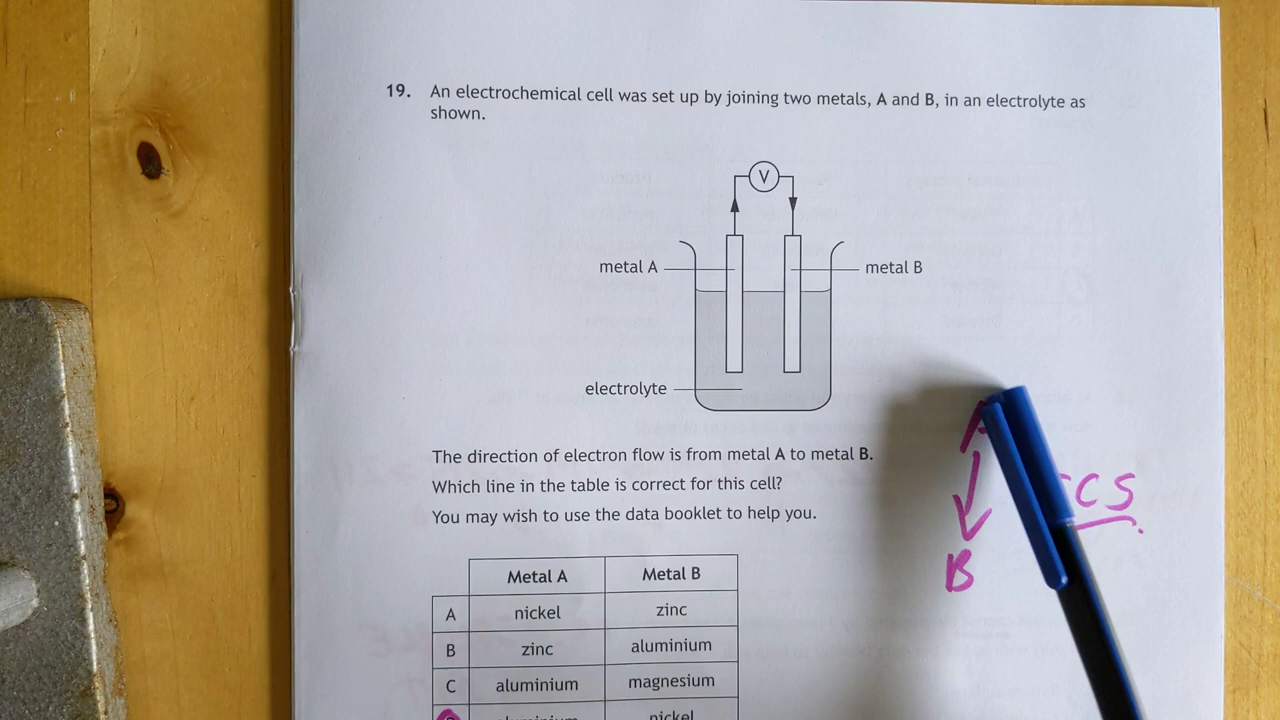 19. An electrochemical cell was set up by joining two metals, A and B, in an electrolyte as
shown.
V
metal A
metal B
electrolyte
The direction of electron flow is from metal A to metal B.
Which line in the table is correct for this cell?
You may wish to use the data booklet to help you.
CS
B
Metal A Metal B
A nickel zinc
B zinc aluminium
C aluminium magnesium
aluminium nickel